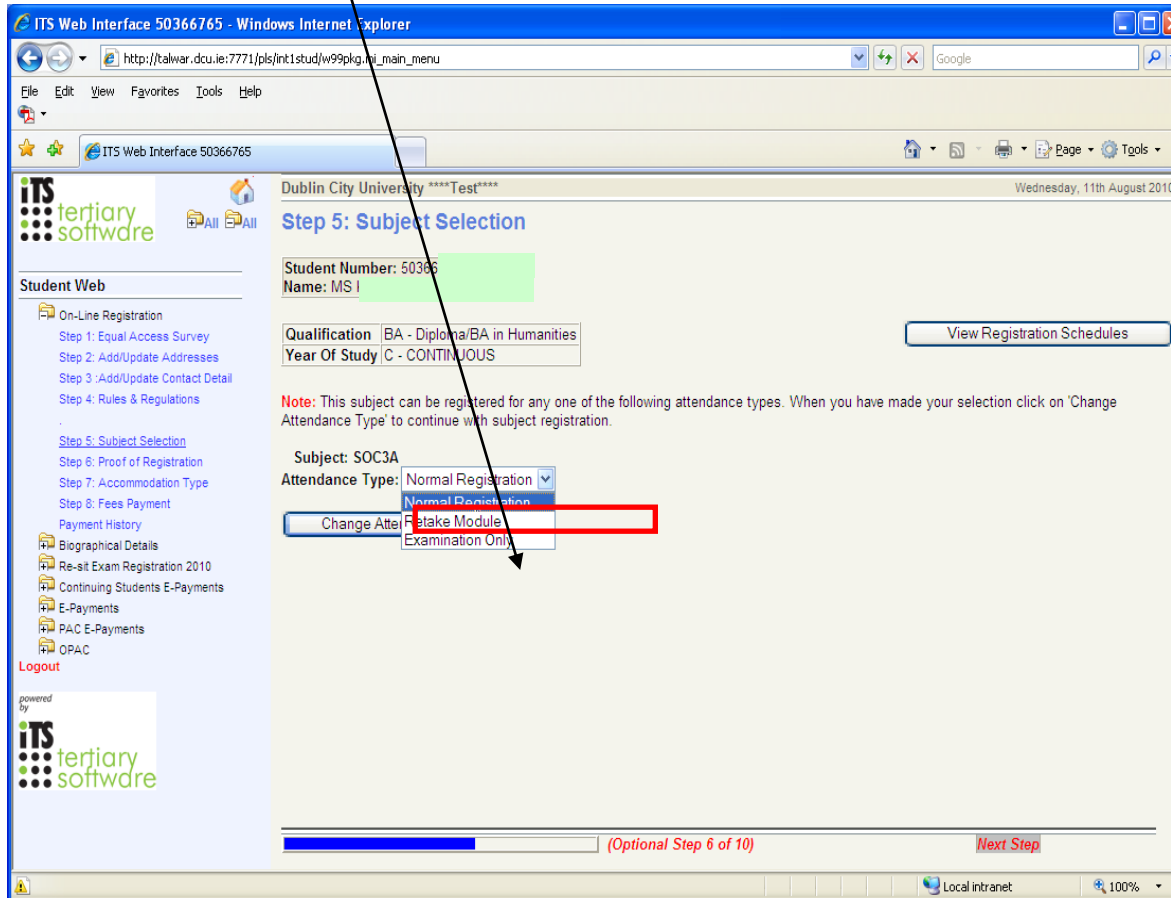 ITS Web Interface 50366765 - Windows Internet Explorer
http://talwar.dcu.ie:7771/pls/int1stud/w99pkg.mi_main_menu
Google
File Edit View Favorites Tools Help
ITS Web Interface 50366765
Page Tools
iTS
tertiary
software
All All
Dublin City University ****Test****
Wednesday, 11th August 2010
Step 5: Subject Selection
Student Number: 50366
Name: MS
Student Web
On-Line Registration
Step 1: Equal Access Survey
Step 2: Add/Update Addresses
Step 3 :Add/Update Contact Detail
Step 4: Rules & Regulations
.
Step 5: Subject Selection
Step 6: Proof of Registration
Step 7: Accommodation Type
Step 8: Fees Payment
Payment History
Biographical Details
Re-sit Exam Registration 2010
Continuing Students E-Payments
E-Payments
PAC E-Payments
OPAC
Logout
powered
by
iTS
tertiary
software
Qualification BA - Diploma/BA in Humanities
Year Of Study C - CONTINUOUS
View Registration Schedules
Note: This subject can be registered for any one of the following attendance types. When you have made your selection click on 'Change
Attendance Type' to continue with subject registration.
Subject: SOC3A
Attendance Type: Normal Registration
Normal Registration
Change Atten
Retake Module
Examination Only
(Optional Step 6 of 10)
Next Step
Local intranet
100%